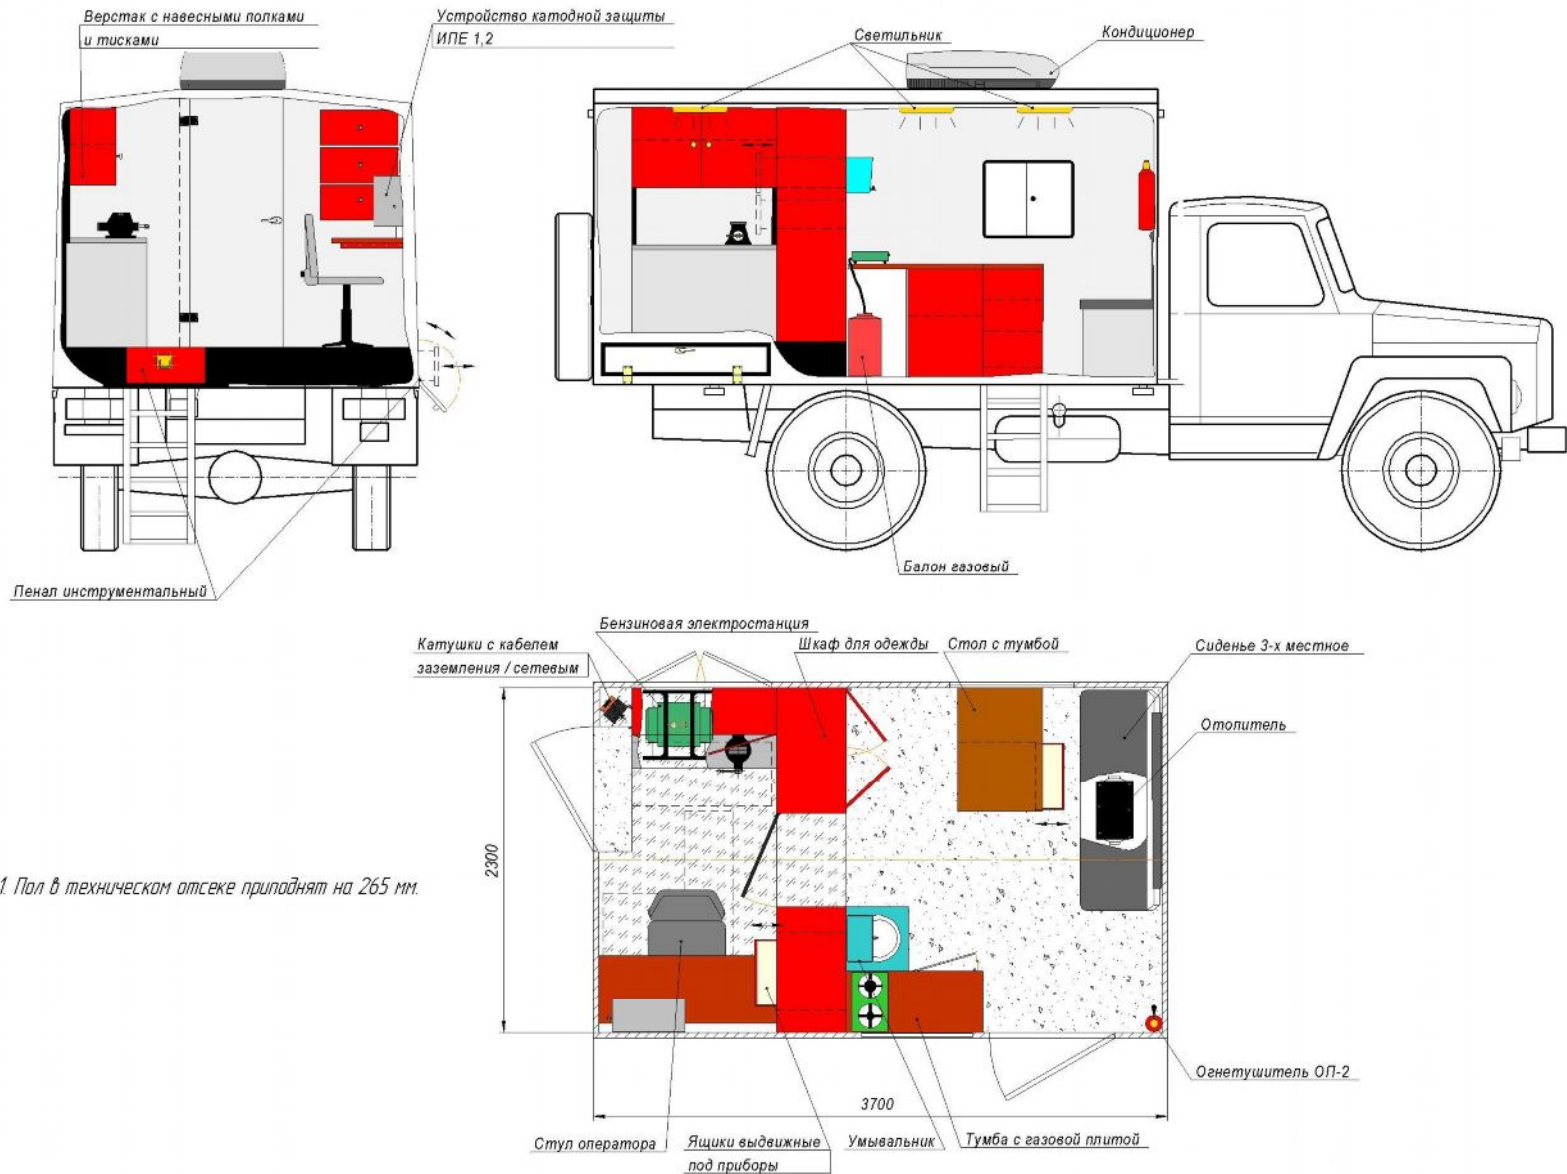 Верстак с навесными полками
и тисками
Устройство катодной защиты
ИПЕ 1,2
Светильник
Кондиционер
Балон газовый
Пенал инструментальный
Бензиновая электростанция
Катушки с кабелем
заземления / сетевым
Шкаф для одежды
Стол с тумбой
Сиденье 3-х местное
Отопитель
2300
1. Пол в техническом отсеке приподнят на 265 мм.
Огнетушитель ОП-2
3700
Стул оператора
Ящики выдвижные
под приборы
Умывальник
Тумба с газовой плитой